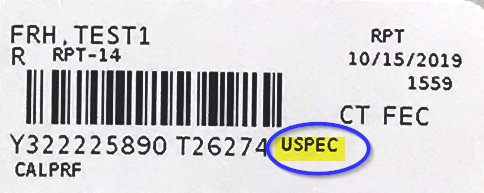 FRH, TEST1
RPT
R RPT-14
10/15/2019
1559
CT FEC
Y322225890 T26274 USPEC
CALPRF